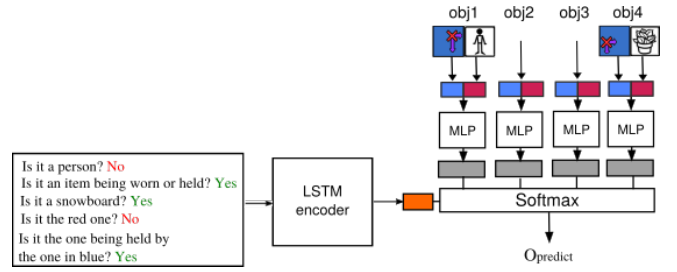 obj1 obj2 obj3 obj4
MLP MLP MLP MLP
Is it a person? No
Is it an item being worn or held? Yes
Is it a snowboard? Yes
Is it the red one? No
Is it the one being held by
the one in blue? Yes
LSTM
encoder
Softmax
Opredict